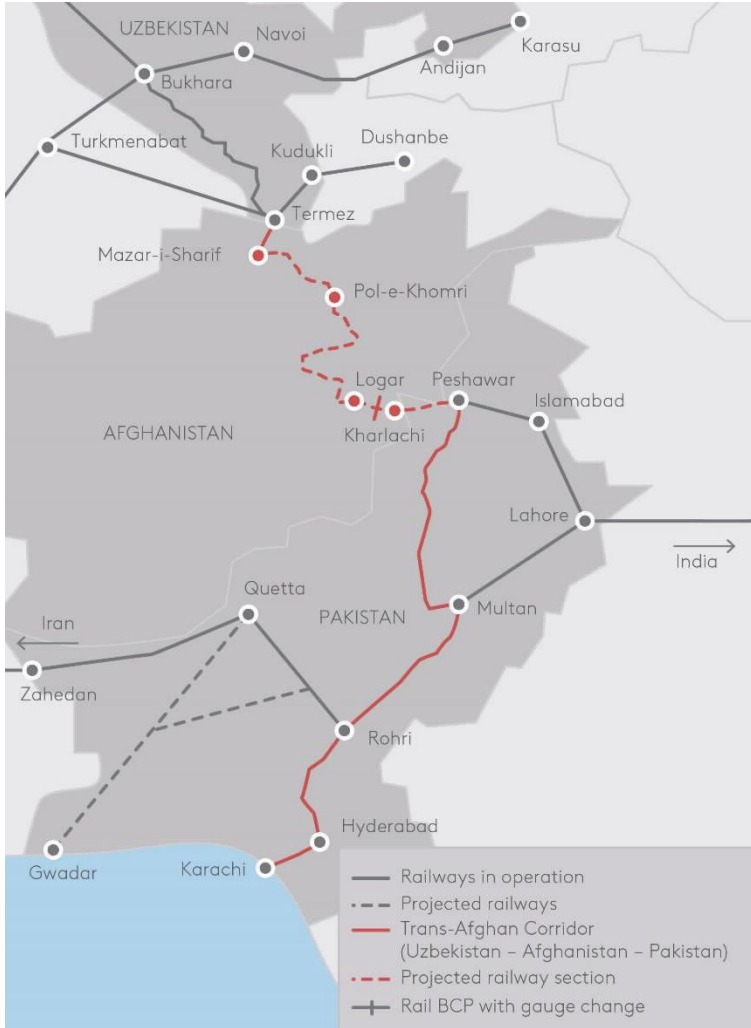 UZBEKISTAN
Navoi
Karasu
Andijan
Bukhara
Turkmenabat
Kudukli
Dushanbe
Termez
Mazar-i-Sharif
Pol-e-Khomri
Logar
Peshawar
Islamabad
Kharlachi
AFGHANISTAN
Lahore
India
Quetta
PAKISTAN
Multan
Iran
Zahedan
Rohri
Hyderabad
Gwadar
Karachi
Railways in operation
Projected railways
Trans-Afghan Corridor
(Uzbekistan – Afghanistan – Pakistan)
Projected railway section
Rail BCP with gauge change